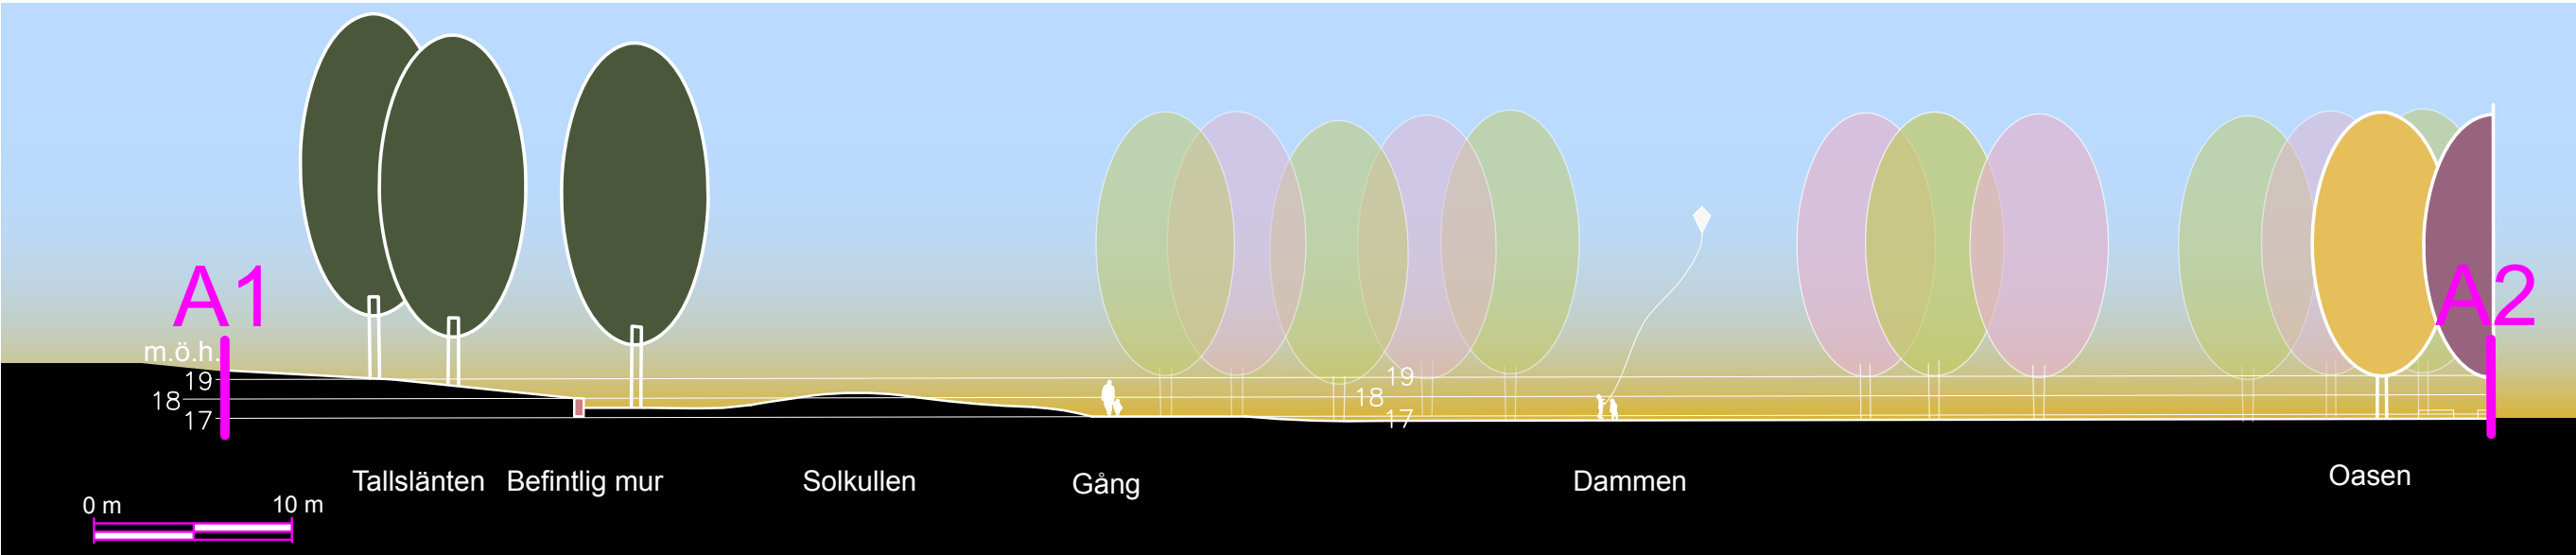 A1
A2
m.ö.h.
19
18
17
19
18
17
Tallslänten
Befintlig mur
Solkullen
Gång
Dammen
Oasen
0 m
10 m